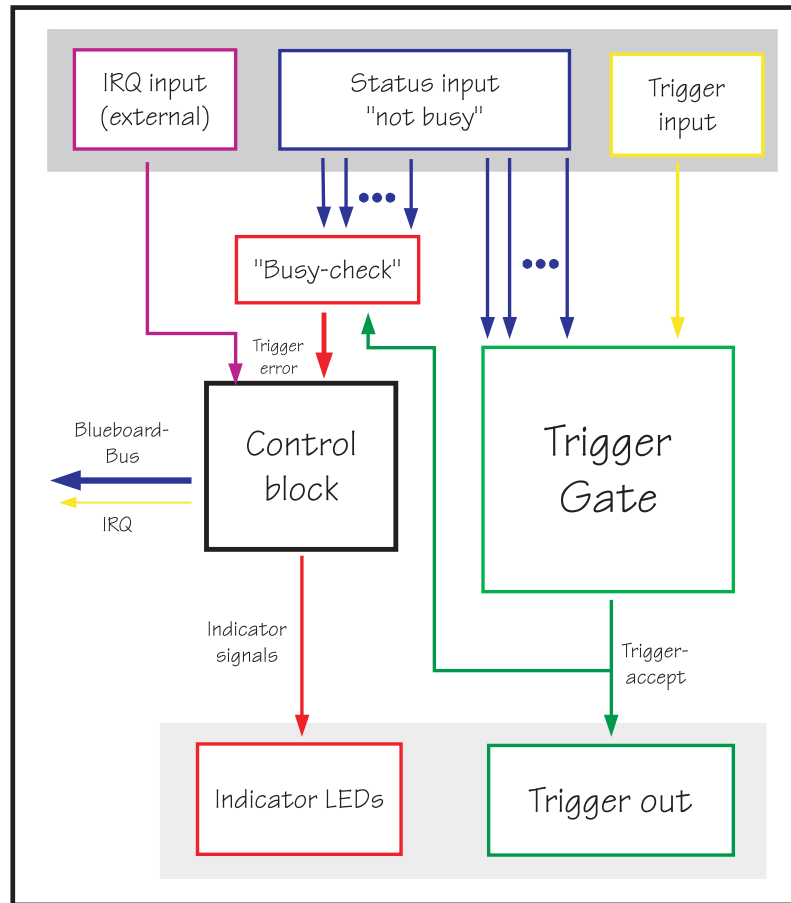 IRQ input
(external)
Status input
"not busy"
Trigger
input
"Busy-check"
Trigger
error
Blueboard-
Bus
IRQ
Control
block
Trigger
Gate
Indicator
signals
Trigger-
accept
Indicator LEDs
Trigger out